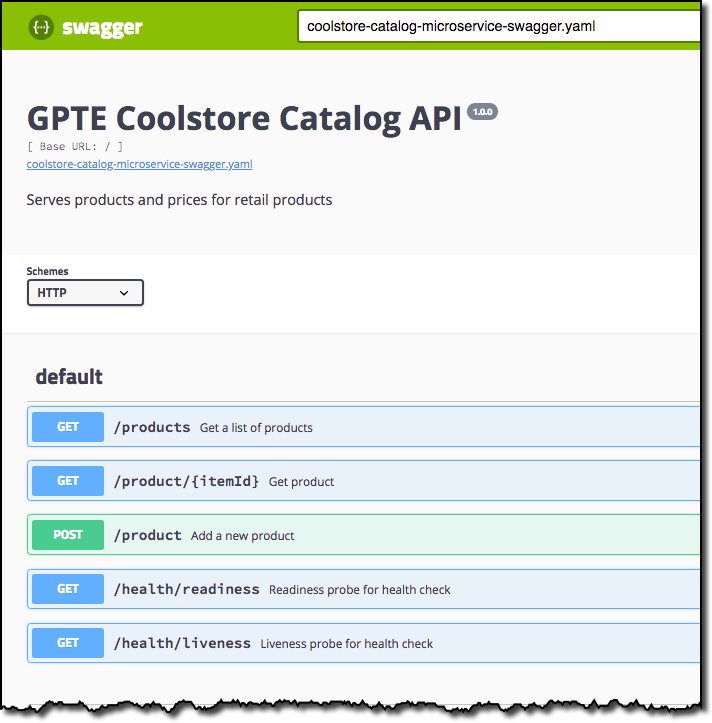 {···} swagger
coolstore-catalog-microservice-swagger.yaml
GPTE Coolstore Catalog API 1.0.0
[ Base URL: / ]
coolstore-catalog-microservice-swagger.yaml
Serves products and prices for retail products
Schemes
HTTP
default
GET /products Get a list of products
GET /product/{itemId} Get product
POST /product Add a new product
GET /health/readiness Readiness probe for health check
GET /health/liveness Liveness probe for health check